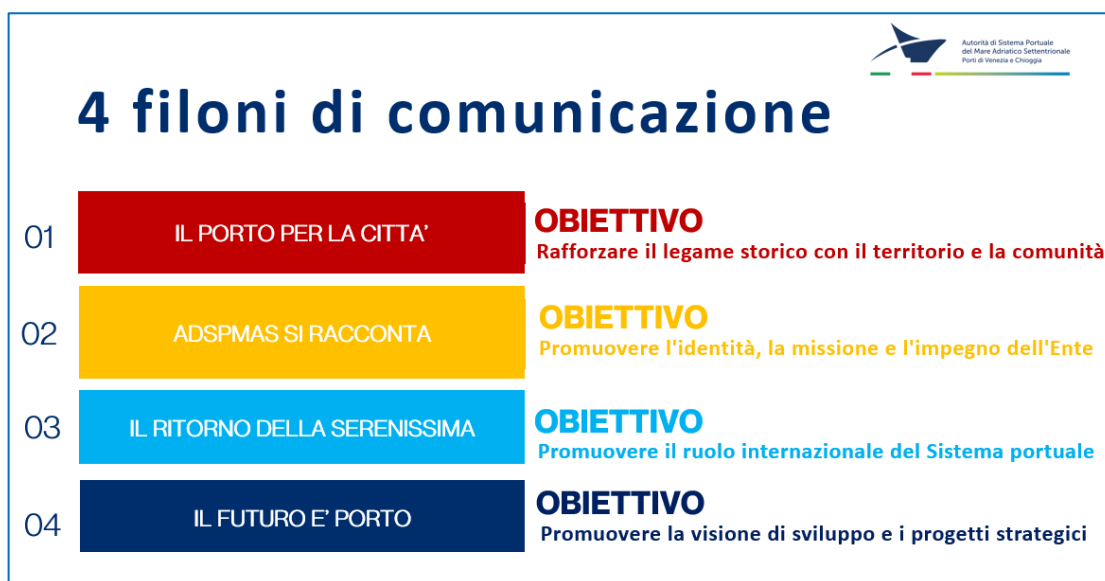 Autorità di Sistema Portuale
del Mare Adriatico Settentrionale
Porti di Venezia e Chioggia
4 filoni di comunicazione
01
IL PORTO PER LA CITTA'
OBIETTIVO
Rafforzare il legame storico con il territorio e la comunità
02
ADSPMAS SI RACCONTA
OBIETTIVO
Promuovere l'identità, la missione e l'impegno dell'Ente
03
IL RITORNO DELLA SERENISSIMA
OBIETTIVO
Promuovere il ruolo internazionale del Sistema portuale
04
IL FUTURO E' PORTO
OBIETTIVO
Promuovere la visione di sviluppo e i progetti strategici